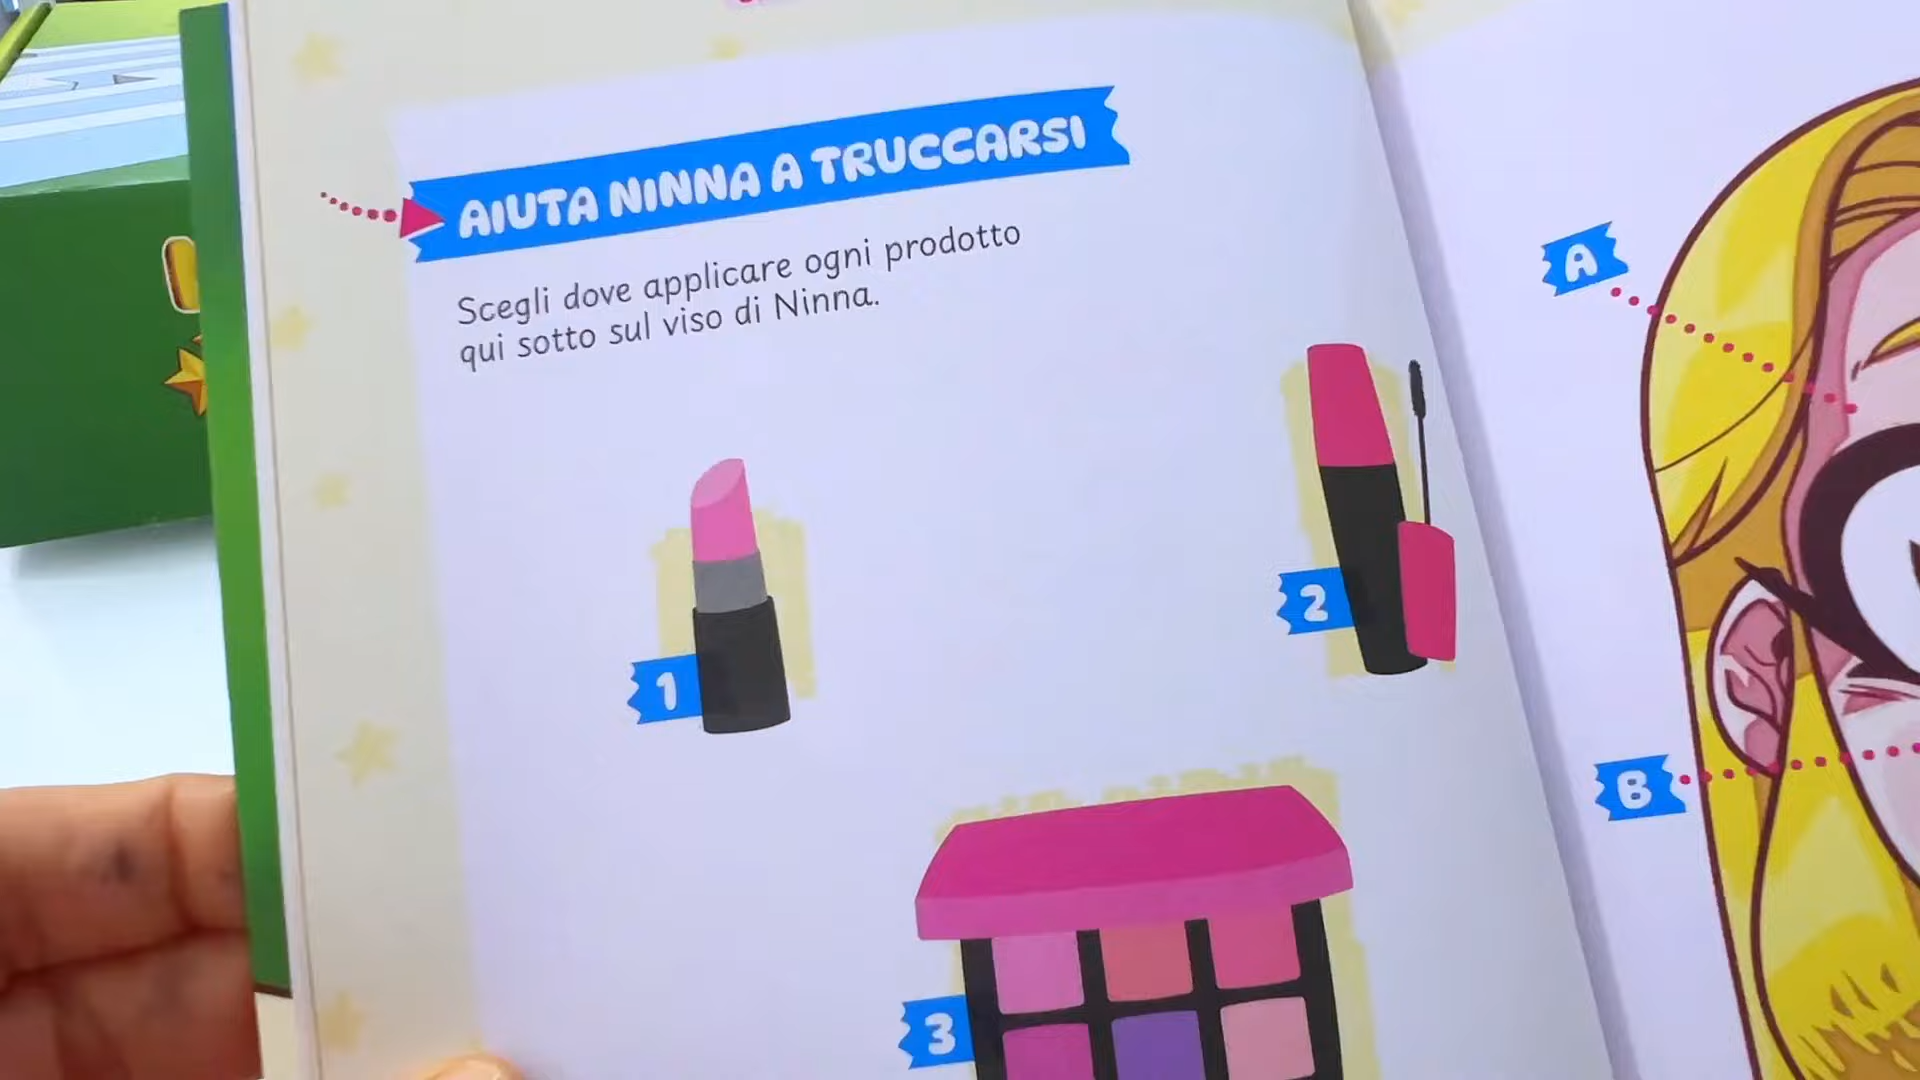 AIUTA NINNA A TRUCCARSI
Scegli dove applicare ogni prodotto
qui sotto sul viso di Ninna.
1
2
3
A
B